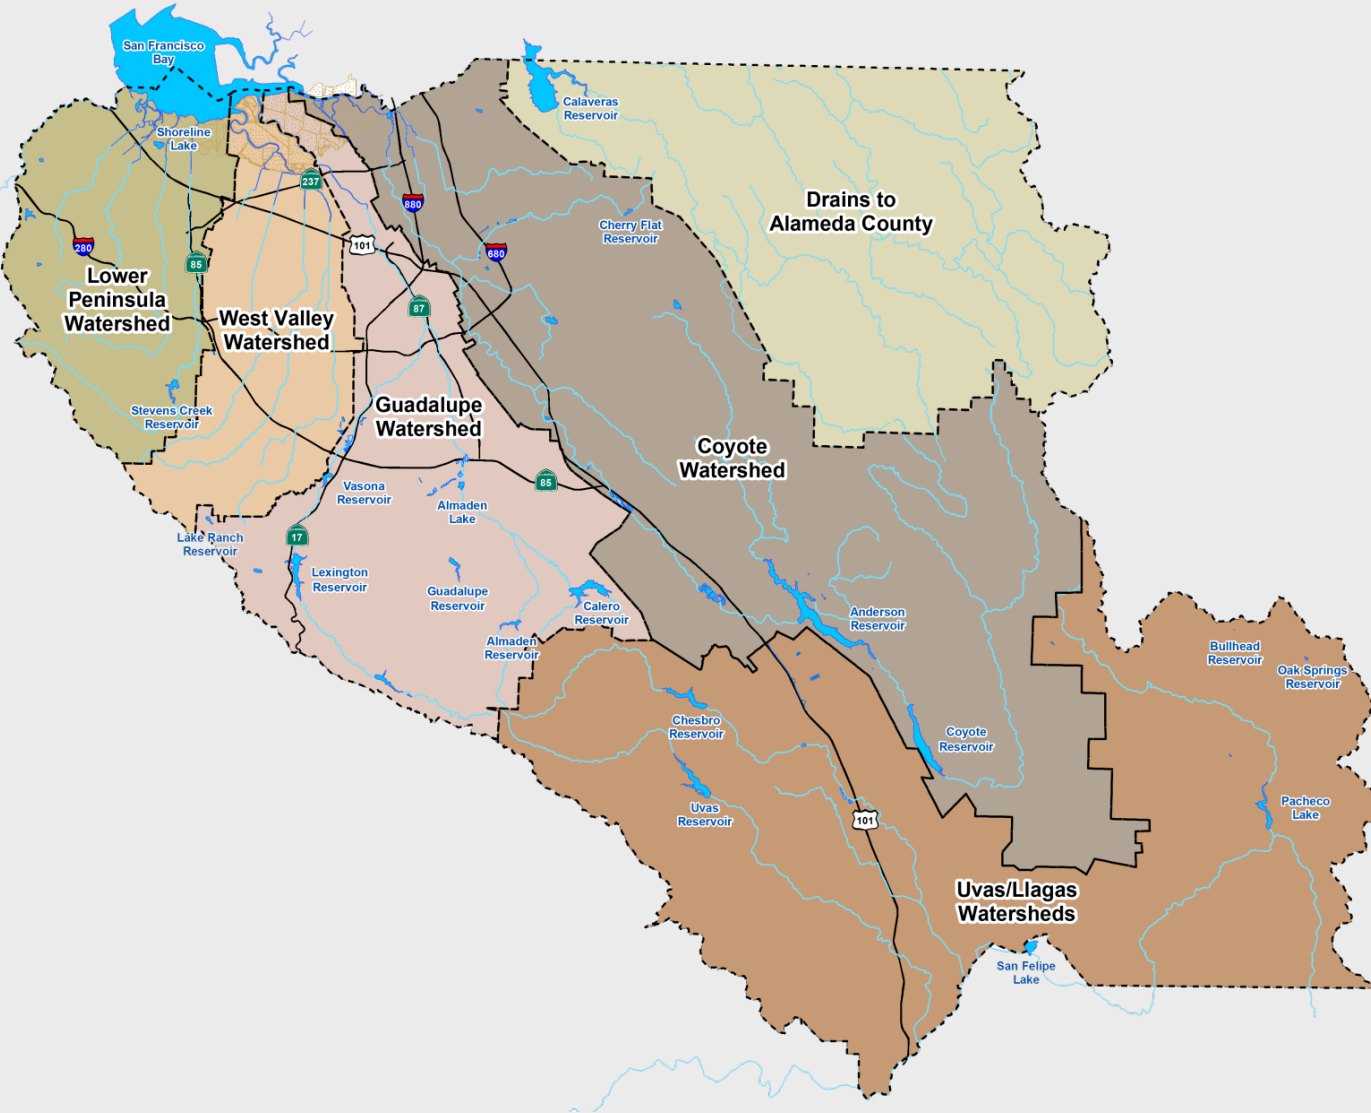 San Francisco
Bay
Shoreline
Lake
Calaveras
Reservoir
237
880
Drains to
Alameda County
Cherry Flat
Reservoir
280
101
680
85
Lower
Peninsula
Watershed
87
West Valley
Watershed
Stevens Creek
Reservoir
Guadalupe
Watershed
Coyote
Watershed
85
Vasona
Reservoir
Almaden
Lake
Lake Ranch
Reservoir
17
Lexington
Reservoir
Guadalupe
Reservoir
Calero
Reservoir
Anderson
Reservoir
Almaden
Reservoir
Bullhead
Reservoir
Oak Springs
Reservoir
Chesbro
Reservoir
Coyote
Reservoir
Uvas
Reservoir
101
Pacheco
Lake
Uvas/Llagas
Watersheds
San Felipe
Lake